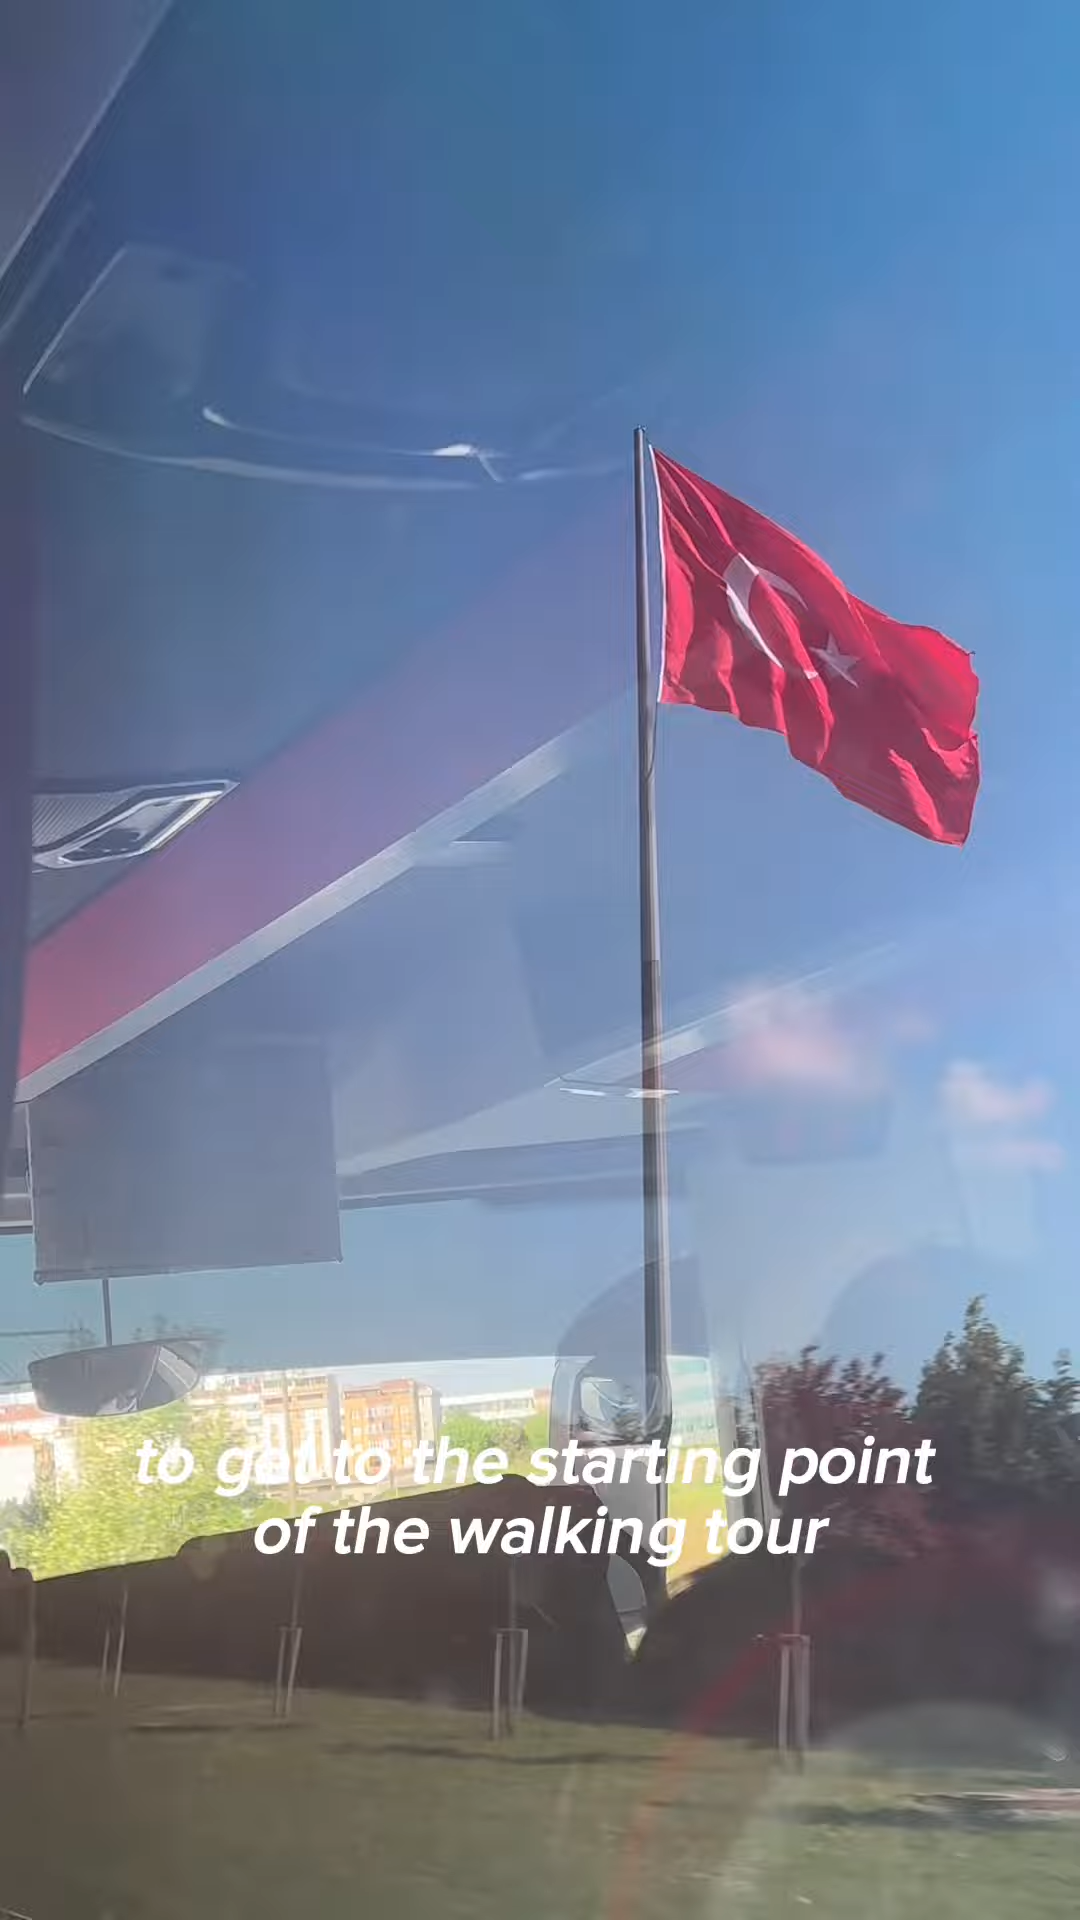 to get to the starting point
of the walking tour